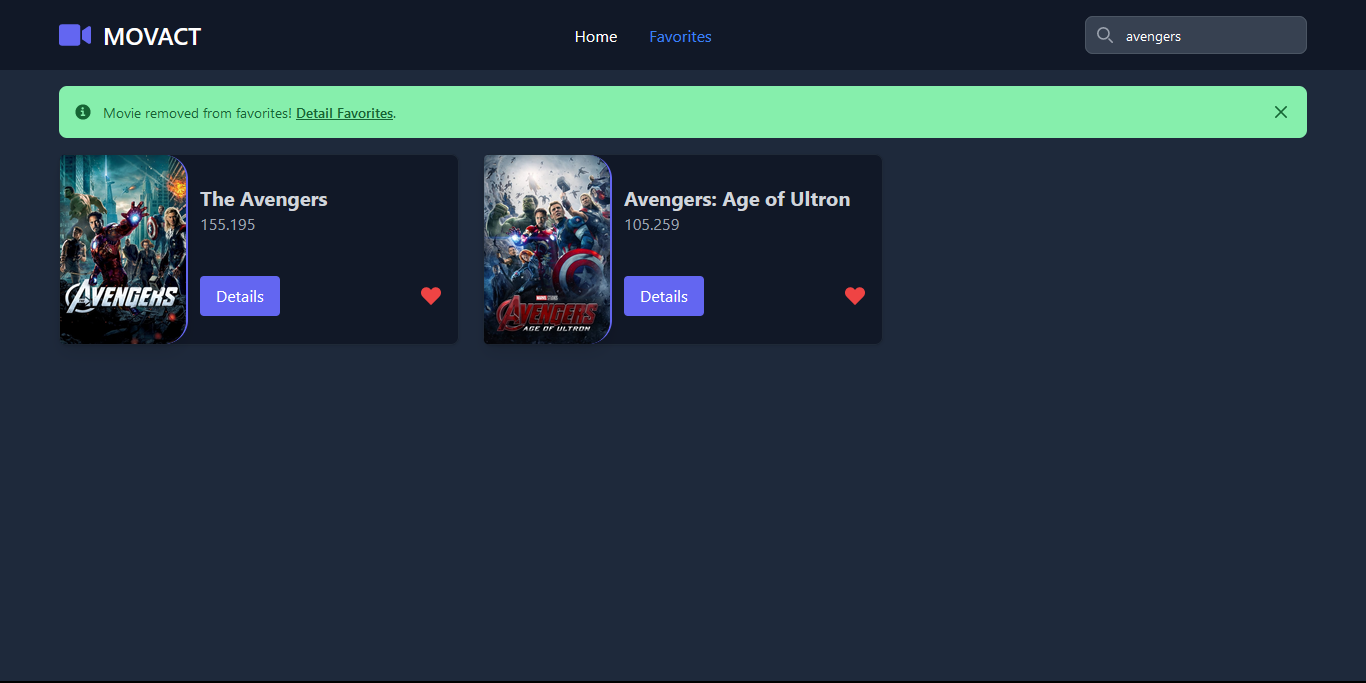 MOVACT
Home
Favorites
avengers
Movie removed from favorites! Detail Favorites.
AVENGERS
The Avengers
155.195
Details
MARVEL STUDIOS
AVENGERS
AGE OF ULTRON
Avengers: Age of Ultron
105.259
Details